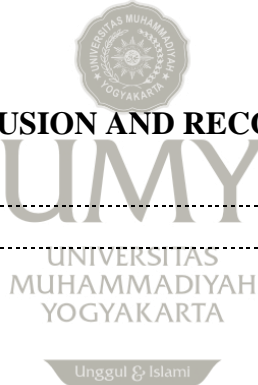 UNIVERSITAS MUHAMMADIYAH
YOGYAKARTA
USION AND RECO
UMY
UNIVERSITAS
MUHAMMADIYAH
YOGYAKARTA
Unggul & Islami